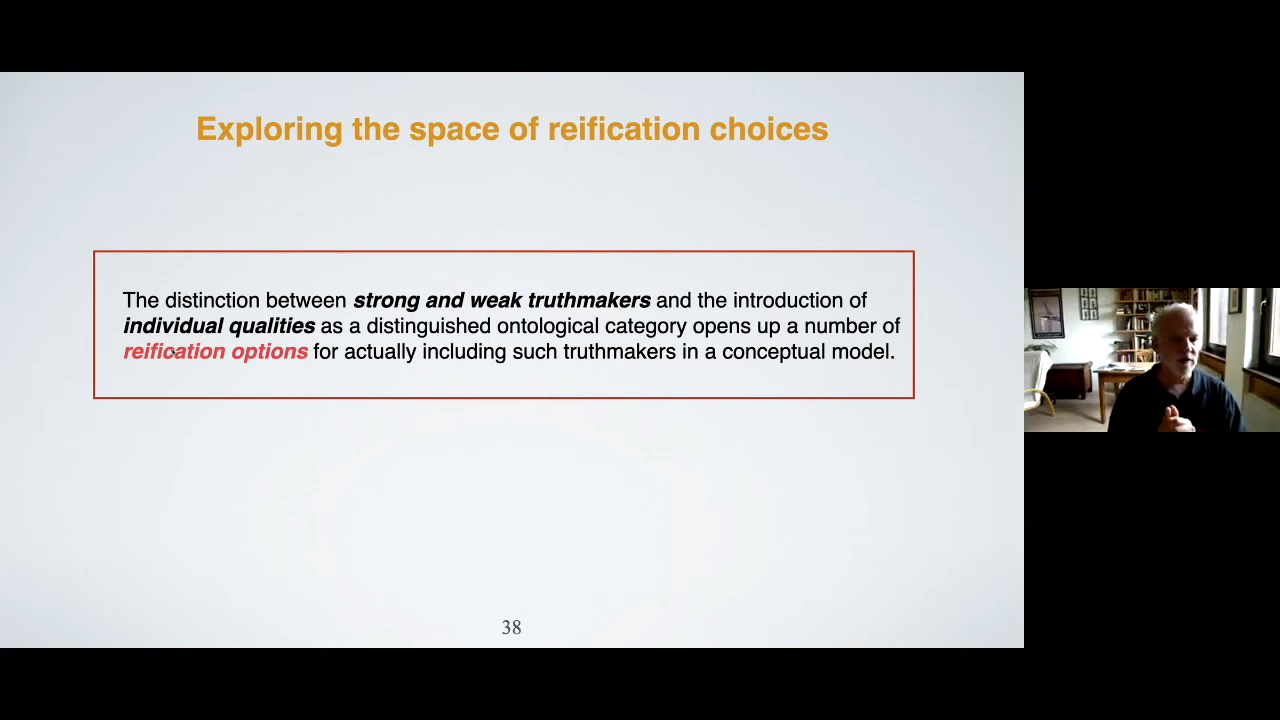 Exploring the space of reification choices
The distinction between strong and weak truthmakers and the introduction of
individual qualities as a distinguished ontological category opens up a number of
reification options for actually including such truthmakers in a conceptual model.
38